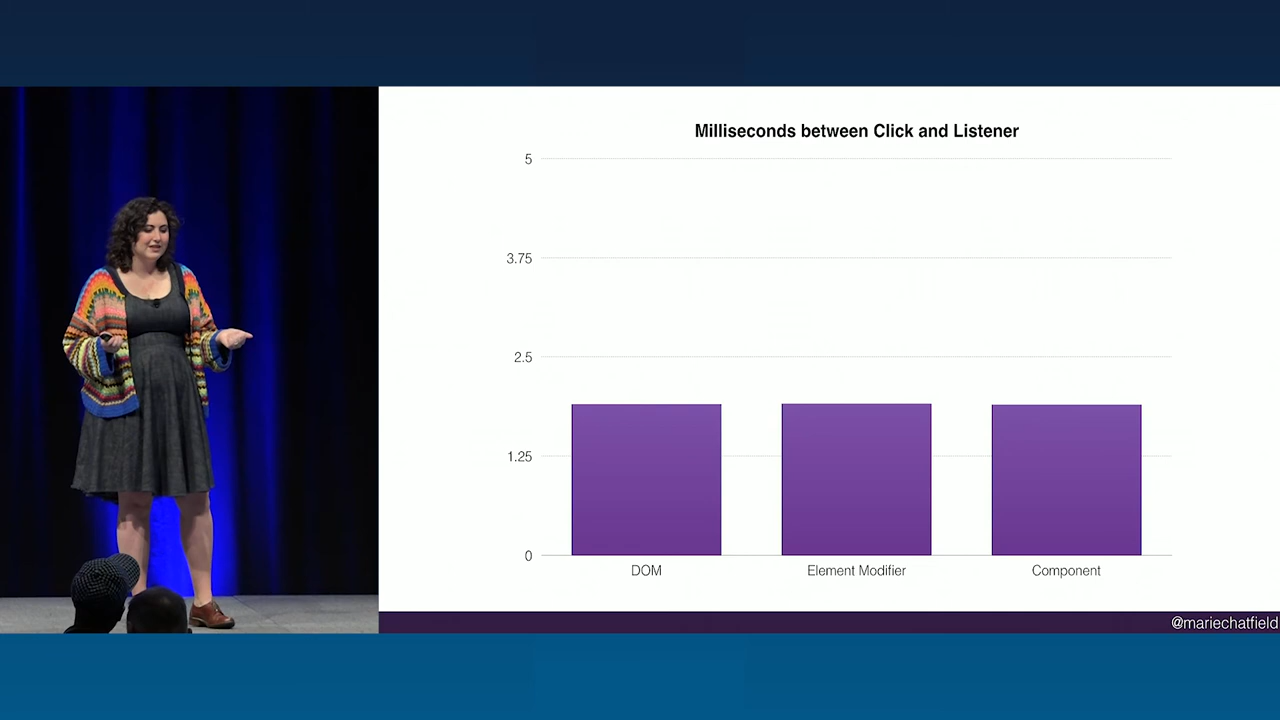 Milliseconds between Click and Listener
5
3.75
2.5
1.25
0
DOM Element Modifier Component
@mariechatfield